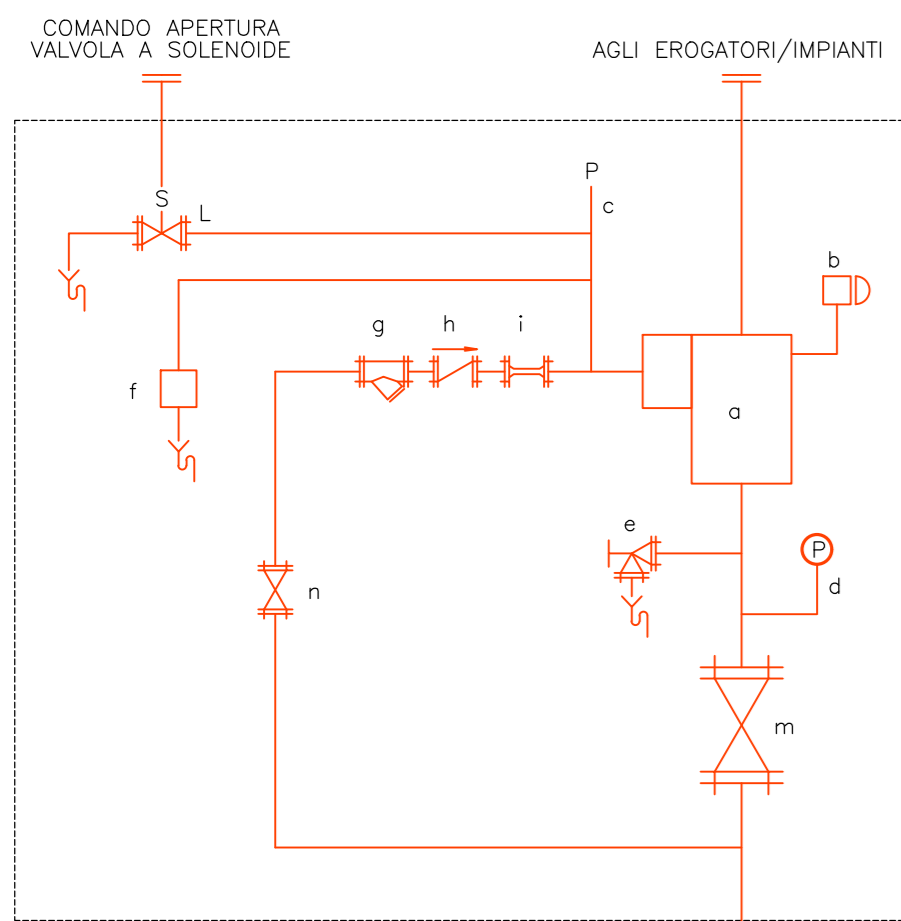 COMANDO APERTURA
VALVOLA A SOLENOIDE
AGLI EROGATORI/IMPIANTI
P
S
L
c
b
g
h
i
f
a
e
P
d
n
m